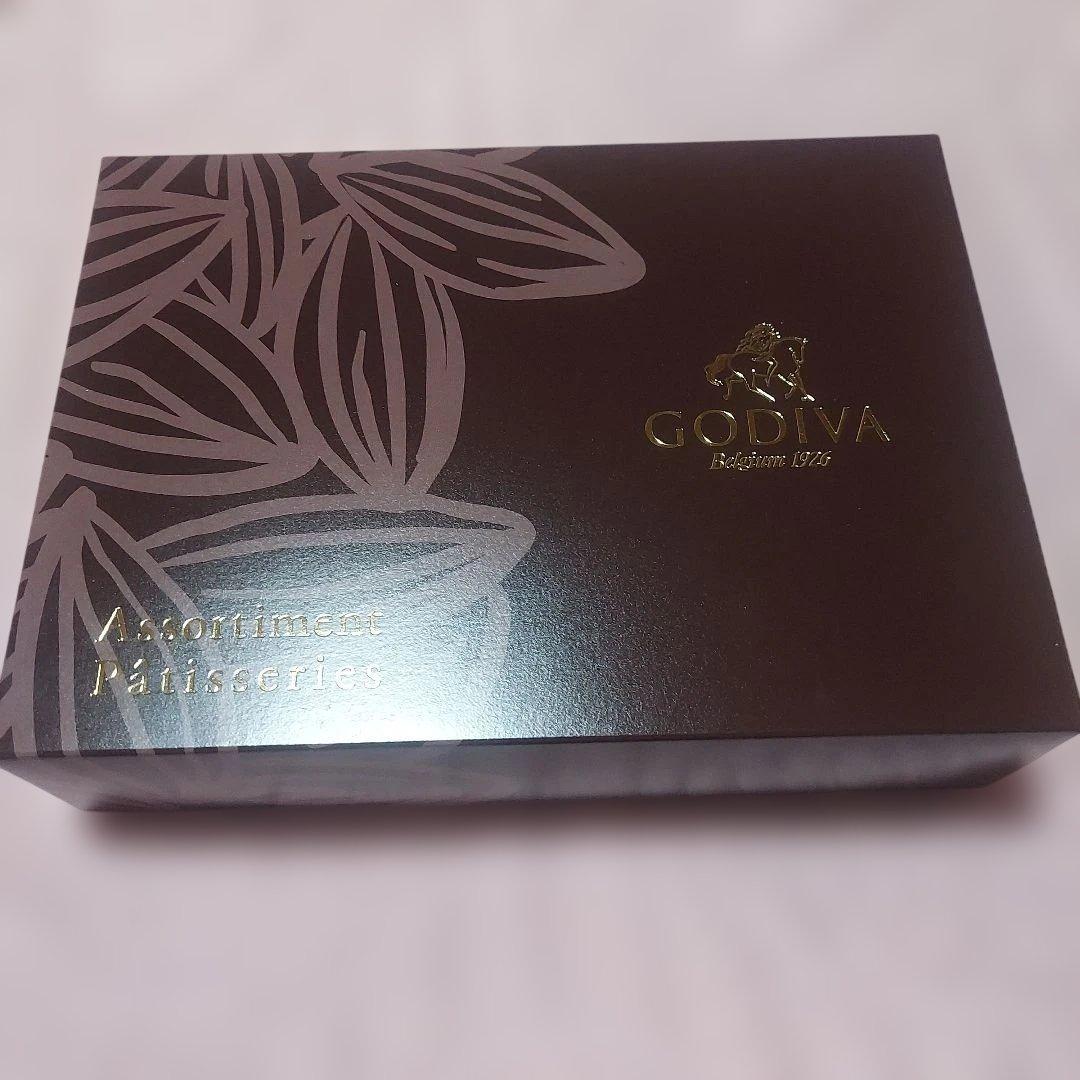 GODIVA
Belgium 1926
Assortiment
Pâtisseries